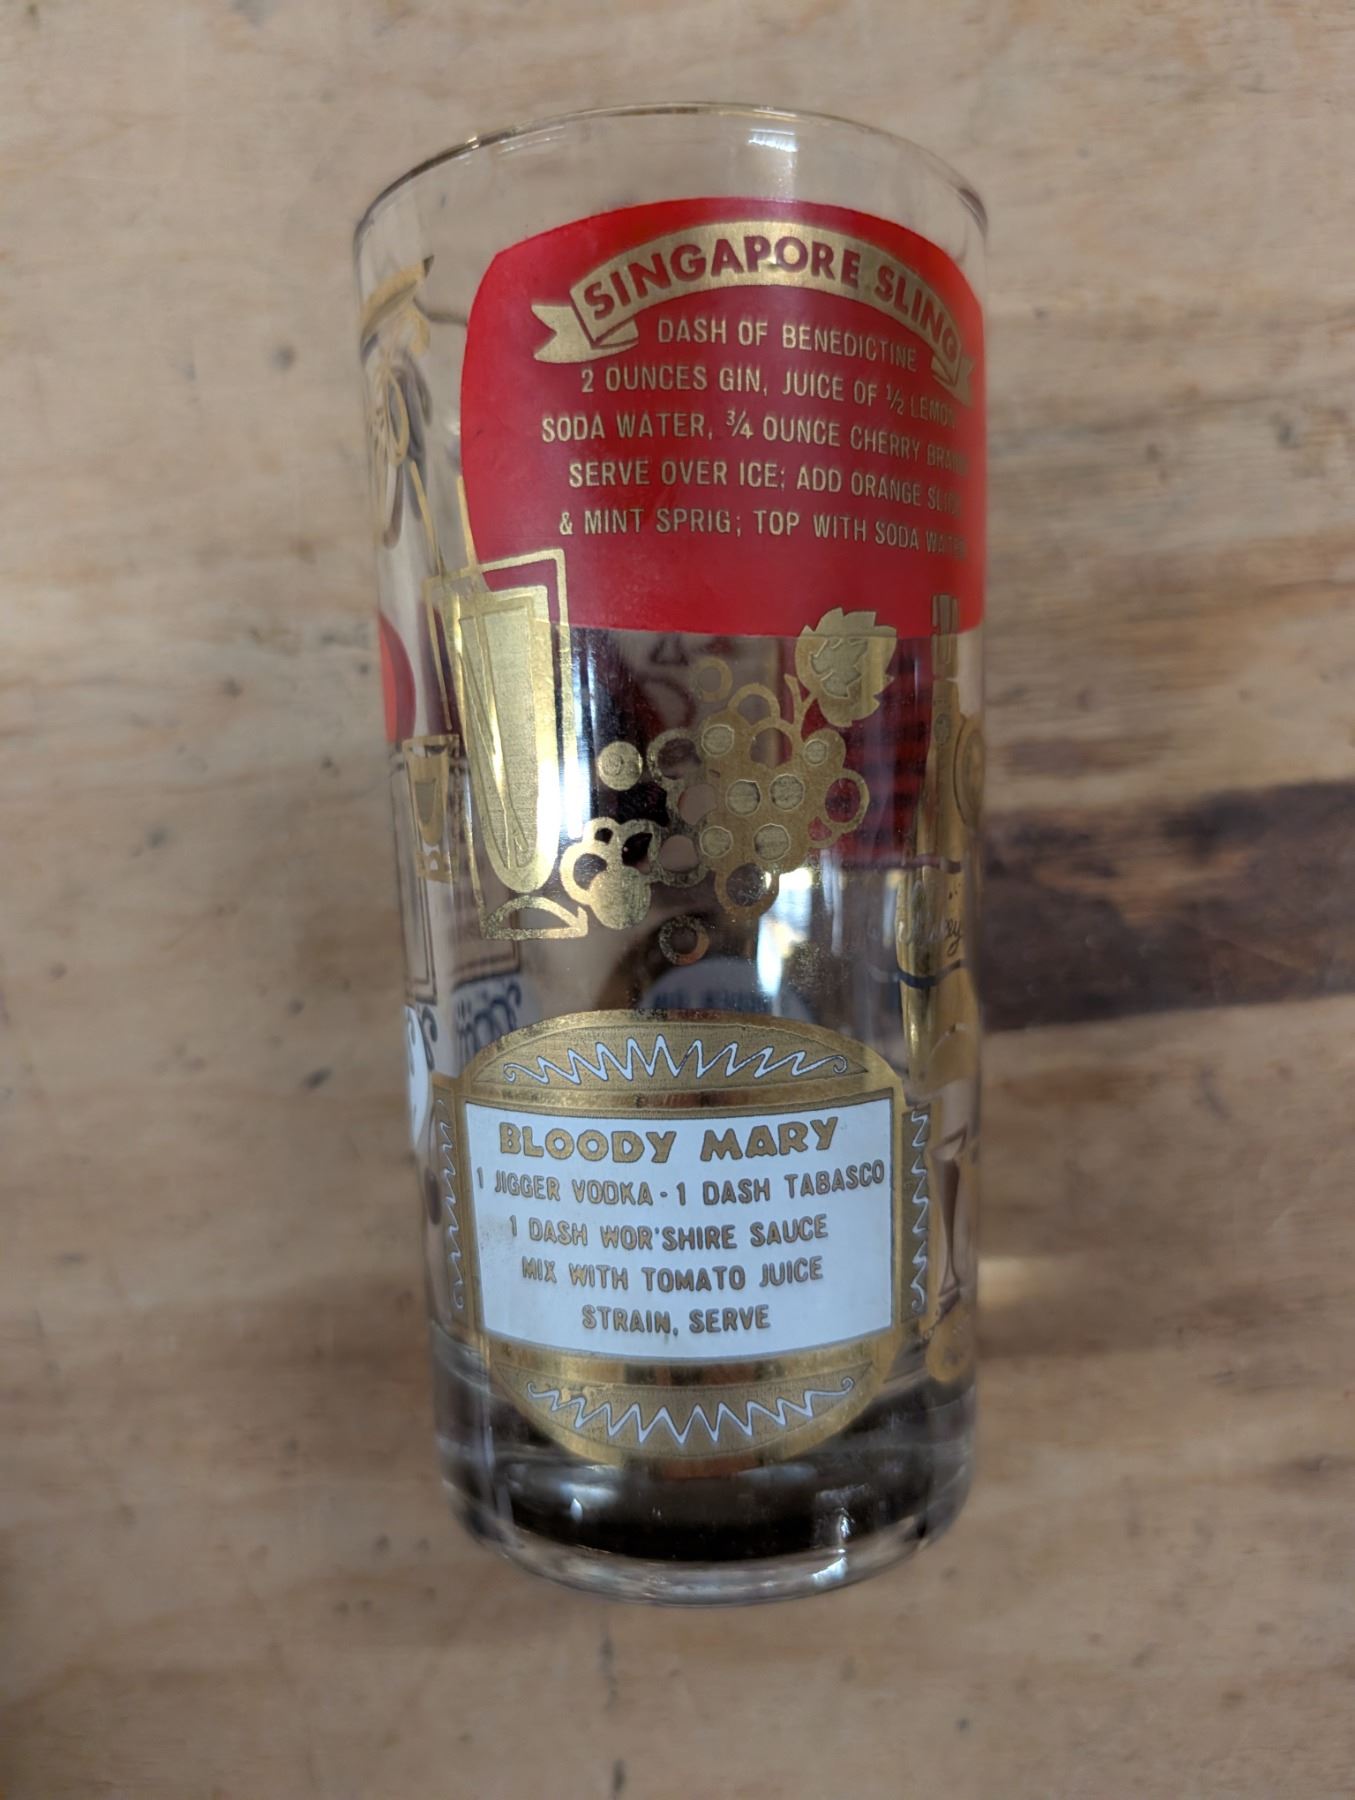 SINGAPORE SLING
DASH OF BENEDICTINE
2 OUNCES GIN, JUICE OF ½ LEMON
SODA WATER, ¾ OUNCE CHERRY
SERVE OVER ICE; ADD ORANGE
& MINT SPRIG; TOP WITH SODA WATER
BLOODY MARY
1 JIGGER VODKA - 1 DASH TABASCO
1 DASH WOR'SHIRE SAUCE
MIX WITH TOMATO JUICE
STRAIN, SERVE